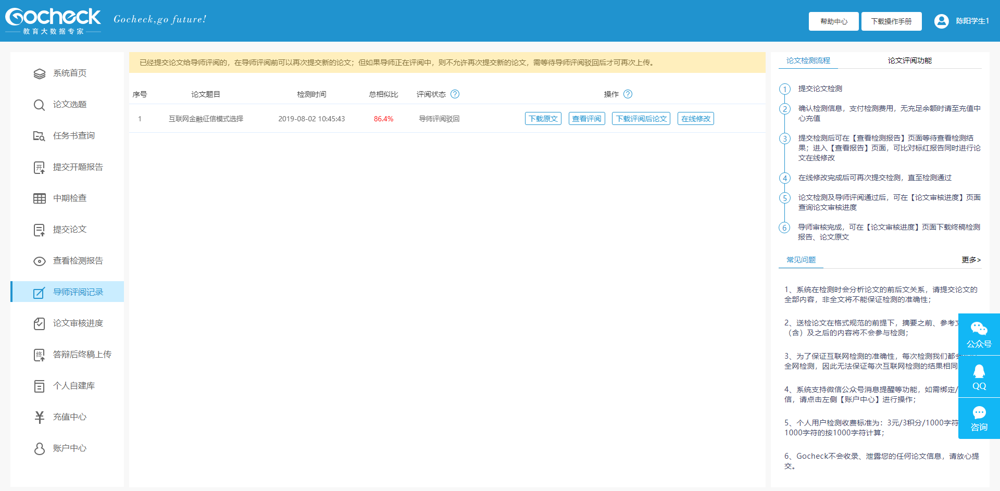 Gocheck
教育大数据专家
Gocheck,go future!
帮助中心
下载操作手册
陈阳学生1
系统首页
论文选题
任务书查询
提交开题报告
中期检查
提交论文
查看检测报告
导师评阅记录
论文审核进度
答辩后终稿上传
个人自建库
充值中心
账户中心
已经提交论文给导师评阅的，在导师评阅前可以再次提交新的论文；但如果导师正在评阅中，则不允许再次提交新的论文，需等待导师评阅驳回后才可再次上传。
序号 论文题目 检测时间 总相似比 评阅状态 ? 操作 ?
1 互联网金融征信模式选择 2019-08-02 10:45:43 86.4% 导师评阅驳回 下载原文 查看评阅 下载评阅后论文 在线修改
论文检测流程 论文评阅功能
1 提交论文检测
2 确认检测信息，支付检测费用，无充足余额时请至充值中
心充值
3 提交检测后可在【查看检测报告】页面等待查看检测结
果；进入【查看报告】页面，可比对标红报告同时进行论
文在线修改
4 在线修改完成后可再次提交检测，直至检测通过
5 论文检测及导师评阅通过后，可在【论文审核进度】页面
查询论文审核进度
6 导师审核完成，可在【论文审核进度】页面下载终稿检测
报告、论文原文
常见问题 更多>
1、系统在检测时会分析论文的前后文关系，请提交论文的
全部内容，非全文将不能保证检测的准确性；
2、送检论文在格式规范的前提下，摘要之前、参考
（含）及之后的内容将不会参与检测；
3、为了保证互联网检测的准确性，每次检测我们都
全网检测，因此无法保证每次互联网检测的结果相同
4、系统支持微信公众号消息提醒等功能，如需绑定/
信，请点击左侧【账户中心】进行操作；
5、个人用户检测收费标准为：3元/3积分/1000字符
1000字符的按1000字符计算；
6、Gocheck不会收录、泄露您的任何论文信息，请放心提
交。
公众号
QQ
咨询